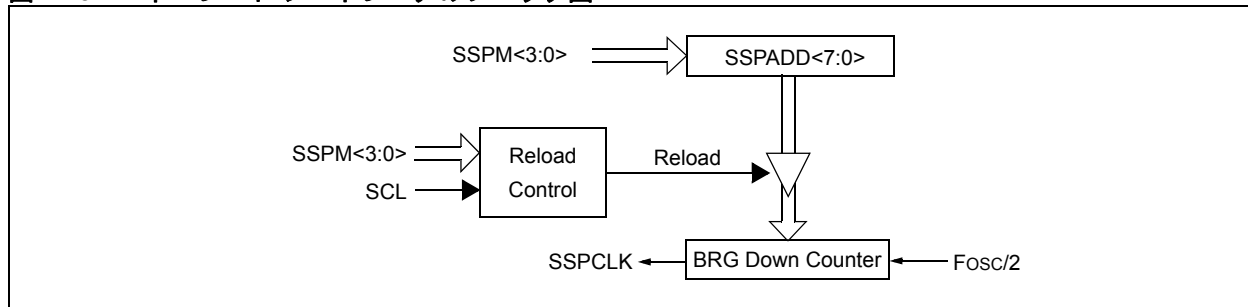 SSPM<3:0>
SSPADD<7:0>
SSPM<3:0>
SCL
Reload
Control
Reload
SSPCLK
BRG Down Counter
FOSC/2